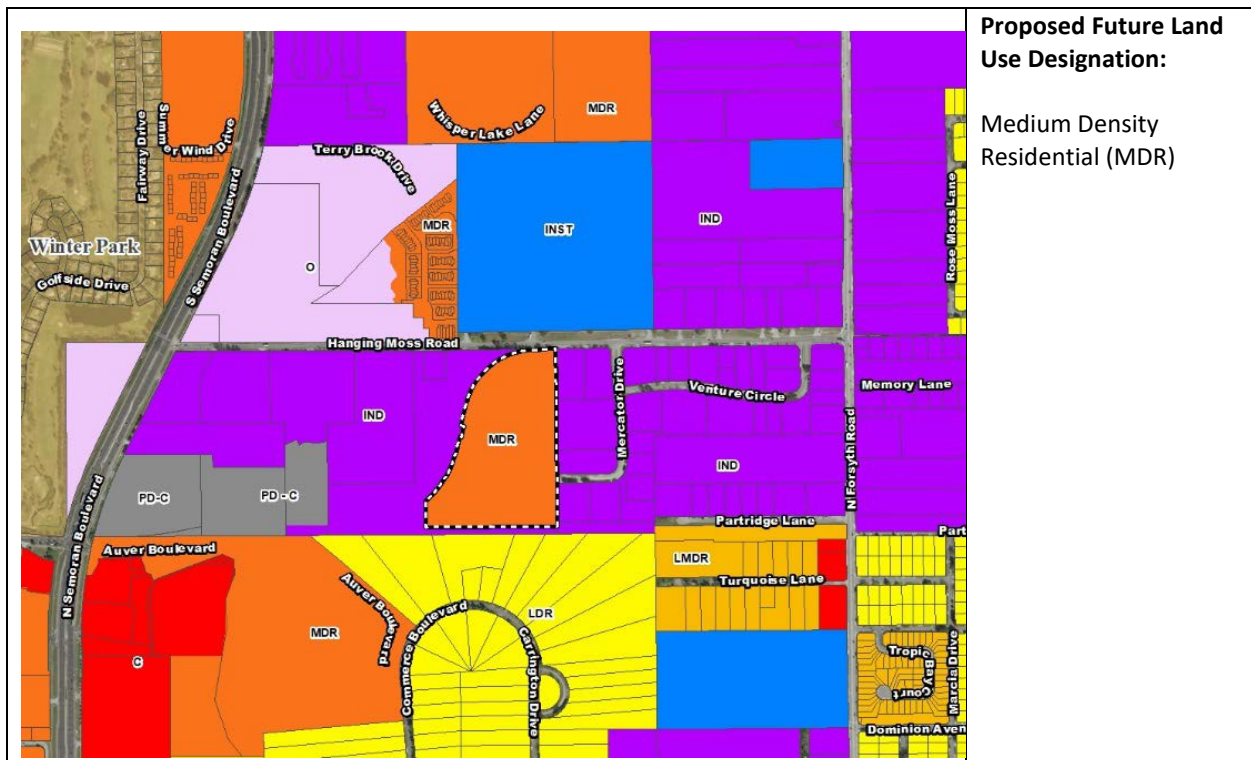 Proposed Future Land
Use Designation:
Medium Density
Residential (MDR)
Fairway Drive
Summe
r Wind Drive
Whisper Lake Lane
MDR
Terry Brook Drive
S Semoran Boulevard
MDR
INST
IND
Rose Moss Lane
Winter Park
O
Golfside Drive
Hanging Moss Road
Mercator Drive
Venture Circle
Memory Lane
IND
MDR
IND
N Forsyth Road
PD-C
PD - C
N Semoran Boulevard
Partridge Lane
Part
Auver Boulevard
LMDR
Turquoise Lane
Auver Boulevard
Commerce Boulevard
LDR
MDR
Carrington Drive
C
Tropic
Bay Court
Marcia Drive
Dominion Aven